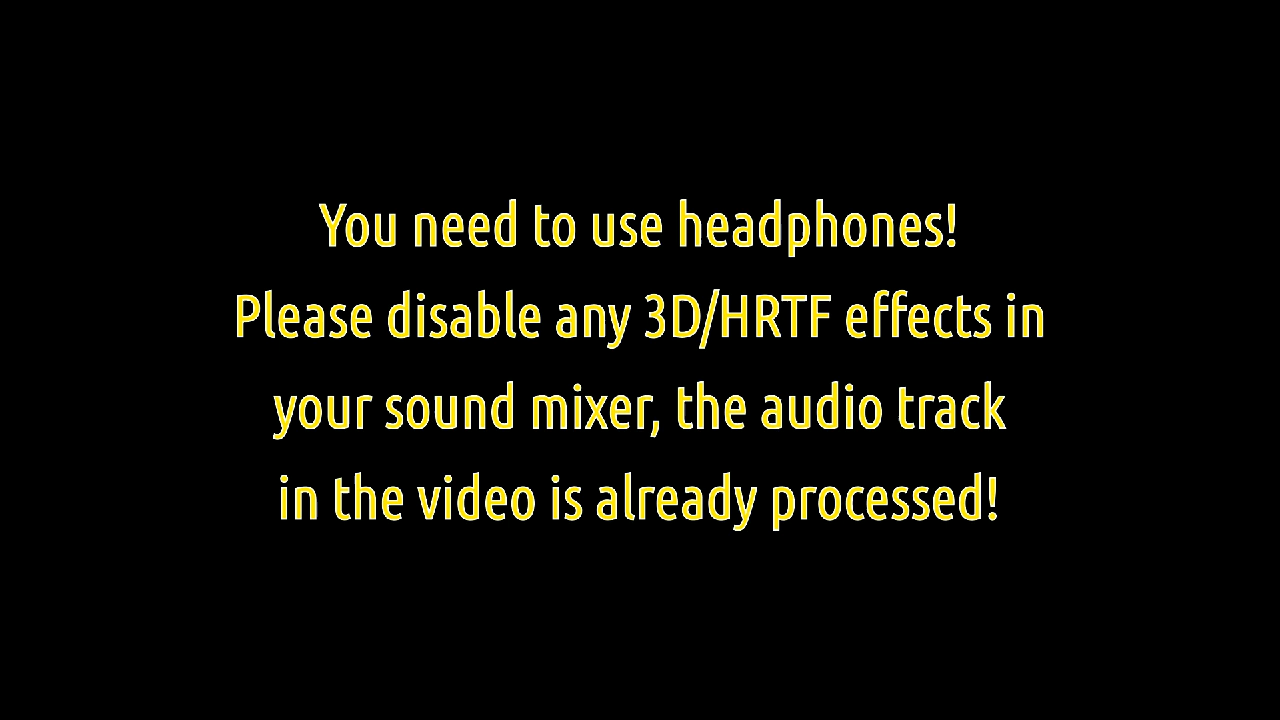 You need to use headphones!
Please disable any 3D/HRTF effects in
your sound mixer, the audio track
in the video is already processed!